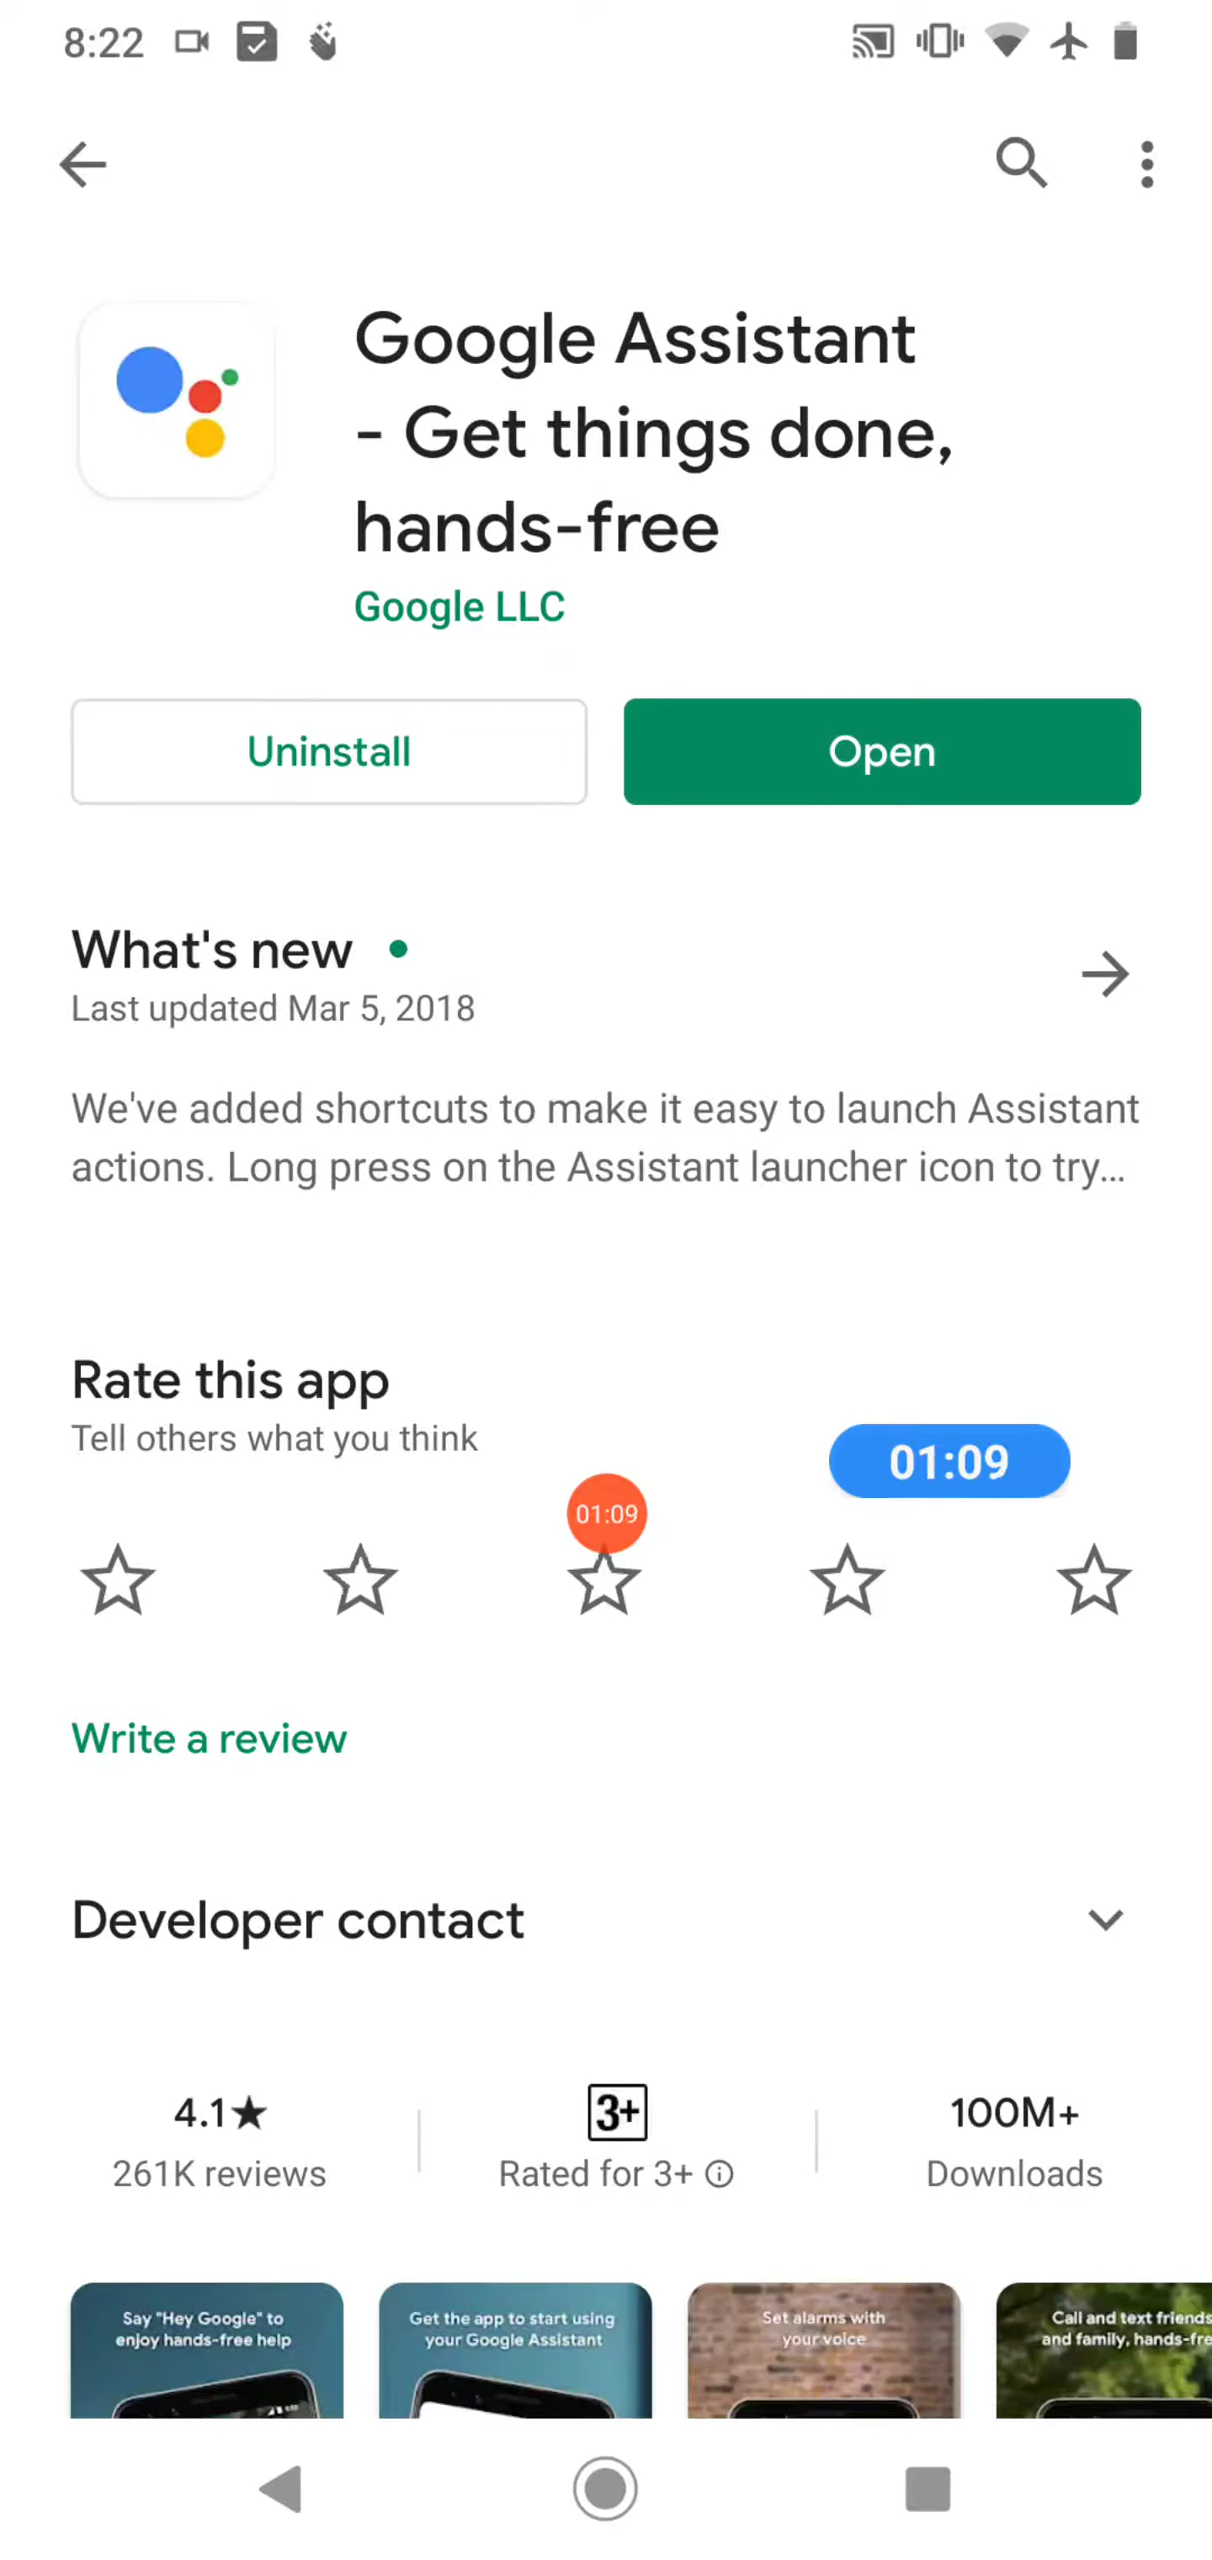 8:22
Google Assistant
- Get things done,
hands-free
Google LLC
Uninstall
Open
What's new
Last updated Mar 5, 2018
We've added shortcuts to make it easy to launch Assistant
actions. Long press on the Assistant launcher icon to try...
Rate this app
Tell others what you think
01:09
01:09
Write a review
Developer contact
4.1★
261K reviews
3+
Rated for 3+
100M+
Downloads
Say "Hey Google" to
enjoy hands-free help
Get the app to start using
your Google Assistant
Set alarms with
your voice
Call and text friends
and family, hands-fre